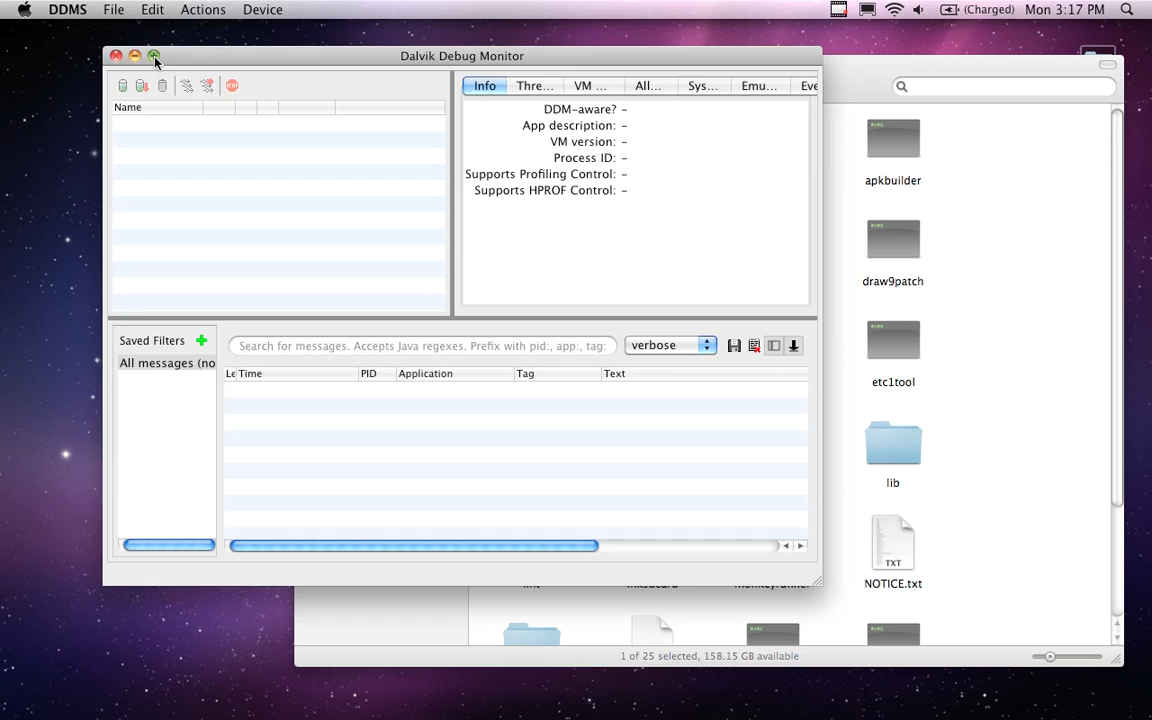 DDMS File Edit Actions Device (Charged) Mon 3:17 PM
Dalvik Debug Monitor
Info Thre... VM ... All... Sys... Emu... Eve
Name
DDM-aware? –
App description: –
VM version: –
Process ID: –
Supports Profiling Control: –
Supports HPROF Control: –
Saved Filters
Search for messages. Accepts Java regexes. Prefix with pid:, app:, tag:
verbose
All messages (no
Le Time PID Application Tag Text
apkbuilder
draw9patch
etc1tool
lib
TXT
NOTICE.txt
1 of 25 selected, 158.15 GB available